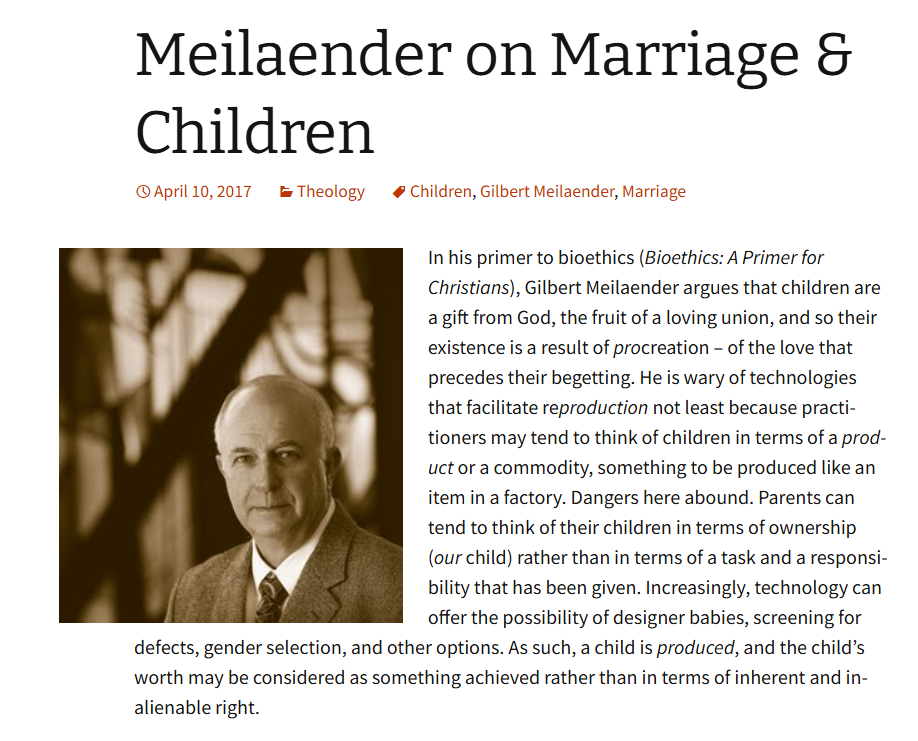 Meilaender on Marriage &
Children
April 10, 2017 Theology Children, Gilbert Meilaender, Marriage
In his primer to bioethics (Bioethics: A Primer for
Christians), Gilbert Meilaender argues that children are
a gift from God, the fruit of a loving union, and so their
existence is a result of procreation – of the love that
precedes their begetting. He is wary of technologies
that facilitate reproduction not least because practi-
tioners may tend to think of children in terms of a prod-
uct or a commodity, something to be produced like an
item in a factory. Dangers here abound. Parents can
tend to think of their children in terms of ownership
(our child) rather than in terms of a task and a responsi-
bility that has been given. Increasingly, technology can
offer the possibility of designer babies, screening for
defects, gender selection, and other options. As such, a child is produced, and the child’s
worth may be considered as something achieved rather than in terms of inherent and in-
alienable right.